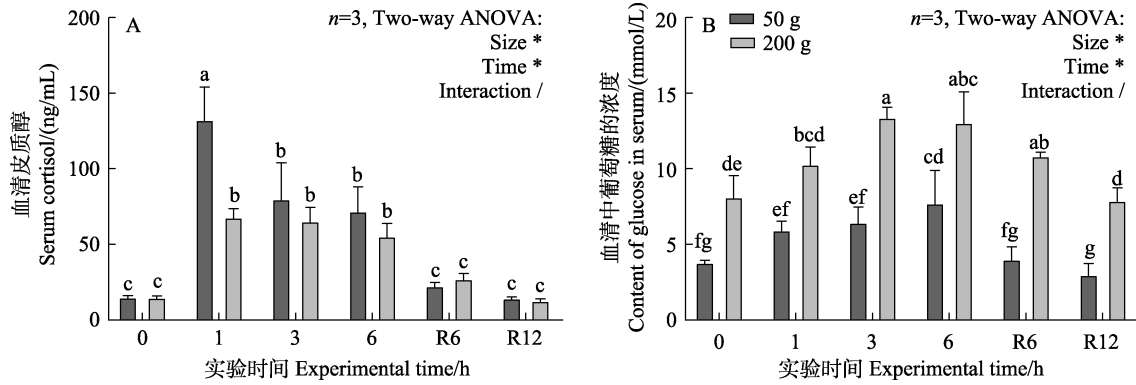 A
n=3, Two-way ANOVA:
Size *
Time *
Interaction /
血清皮质醇
Serum cortisol/(ng/mL)
200
150
100
50
0
a
b
b
b
b
b
c c
c c
c c
0 1 3 6 R6 R12
实验时间 Experimental time/h
B
50 g
200 g
n=3, Two-way ANOVA:
Size *
Time *
Interaction /
血清中葡萄糖的浓度
Content of glucose in serum/(mmol/L)
20
15
10
5
0
fg de
ef bcd
ef a
cd abc
fg ab
g d
0 1 3 6 R6 R12
实验时间 Experimental time/h